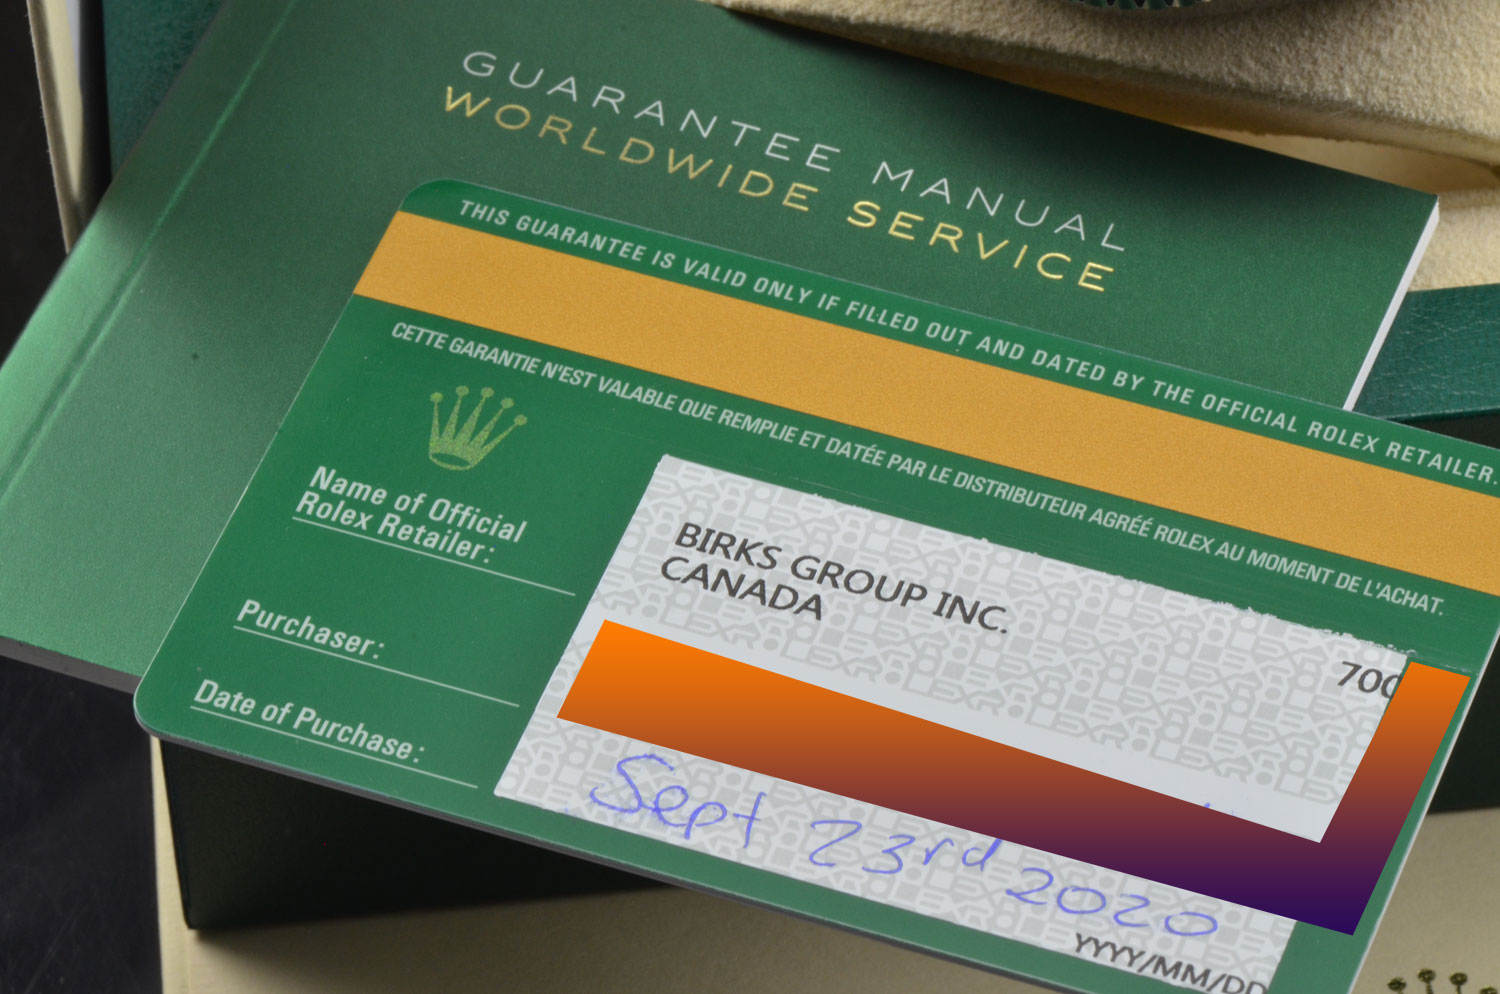 GUARANTEE MANUAL
WORLDWIDE SERVICE
THIS GUARANTEE IS VALID ONLY IF FILLED OUT AND DATED BY THE OFFICIAL ROLEX RETAILER.
CETTE GARANTIE N'EST VALABLE QUE REMPLIE ET DATÉE PAR LE DISTRIBUTEUR AGRÉÉ ROLEX AU MOMENT DE L'ACHAT.
Name of Official
Rolex Retailer:
BIRKS GROUP INC.
CANADA
700
Purchaser:
Date of Purchase:
Sept 23rd 2020
YYYY/MM/DD